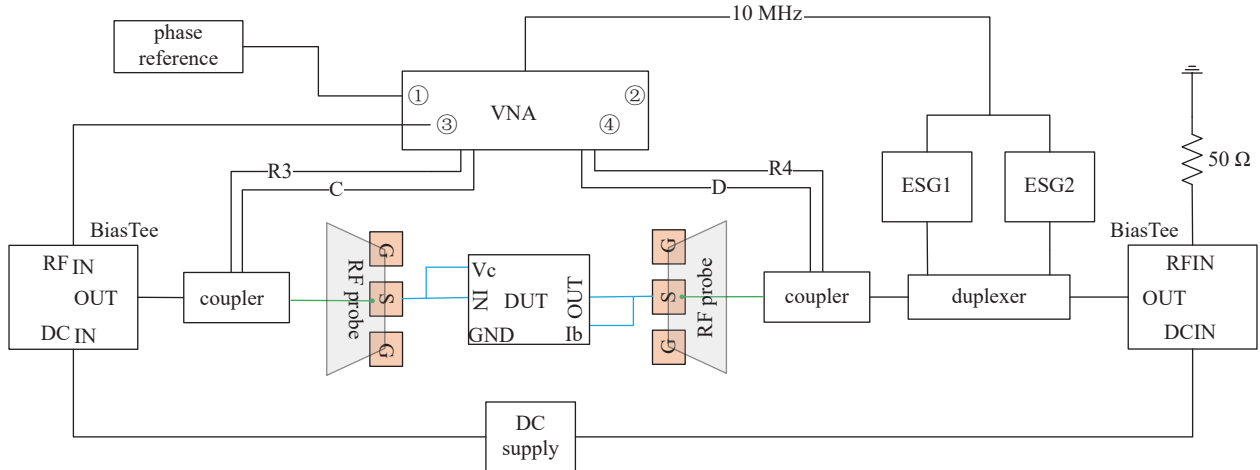 10 MHz
phase
reference
①
②
VNA
③
④
R3
R4
C
D
50 Ω
ESG1
ESG2
BiasTee
BiasTee
RF IN
OUT
DC IN
coupler
RF probe
G
S
G
Vc
IN
DUT
OUT
GND
Ib
G
S
G
RF probe
coupler
duplexer
RFIN
OUT
DCIN
DC
supply